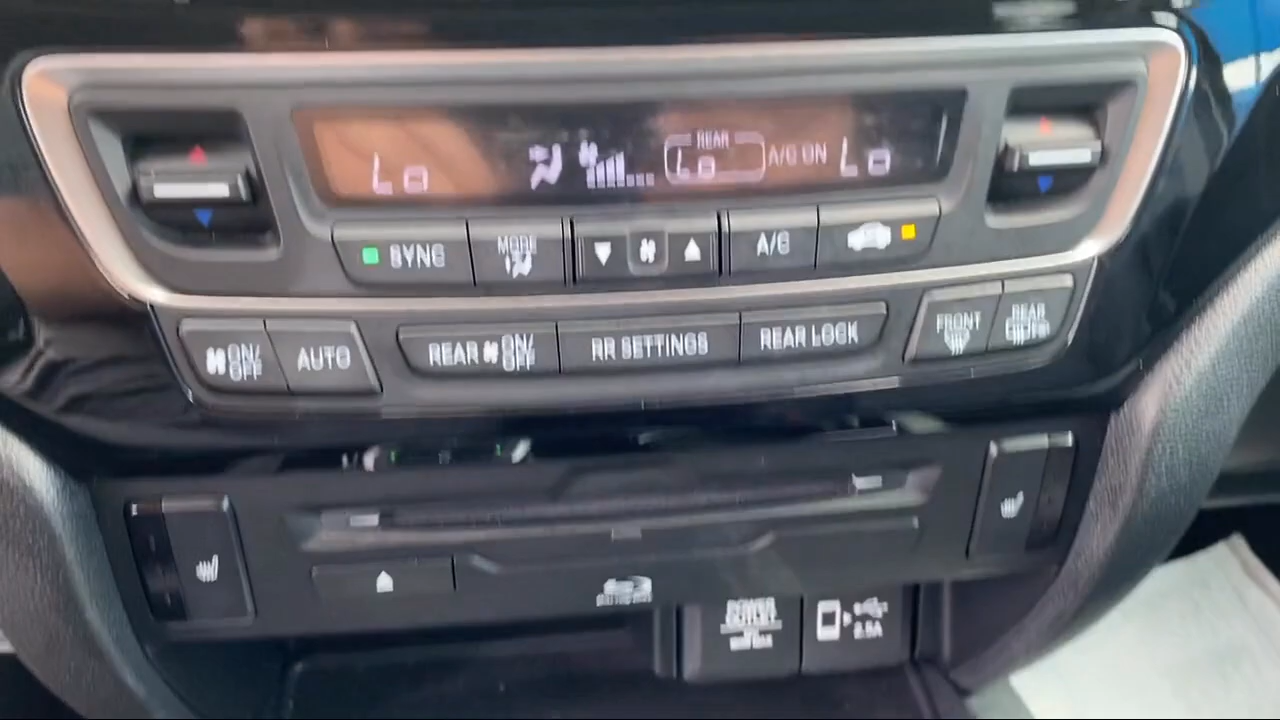 REAR
Lo
Lo
A/C ON
Lo
SYNC
MODE
A/C
ON/
OFF
AUTO
REAR
ON/
OFF
RR SETTINGS
REAR LOCK
FRONT
REAR
POWER
OUTLET
2.5A